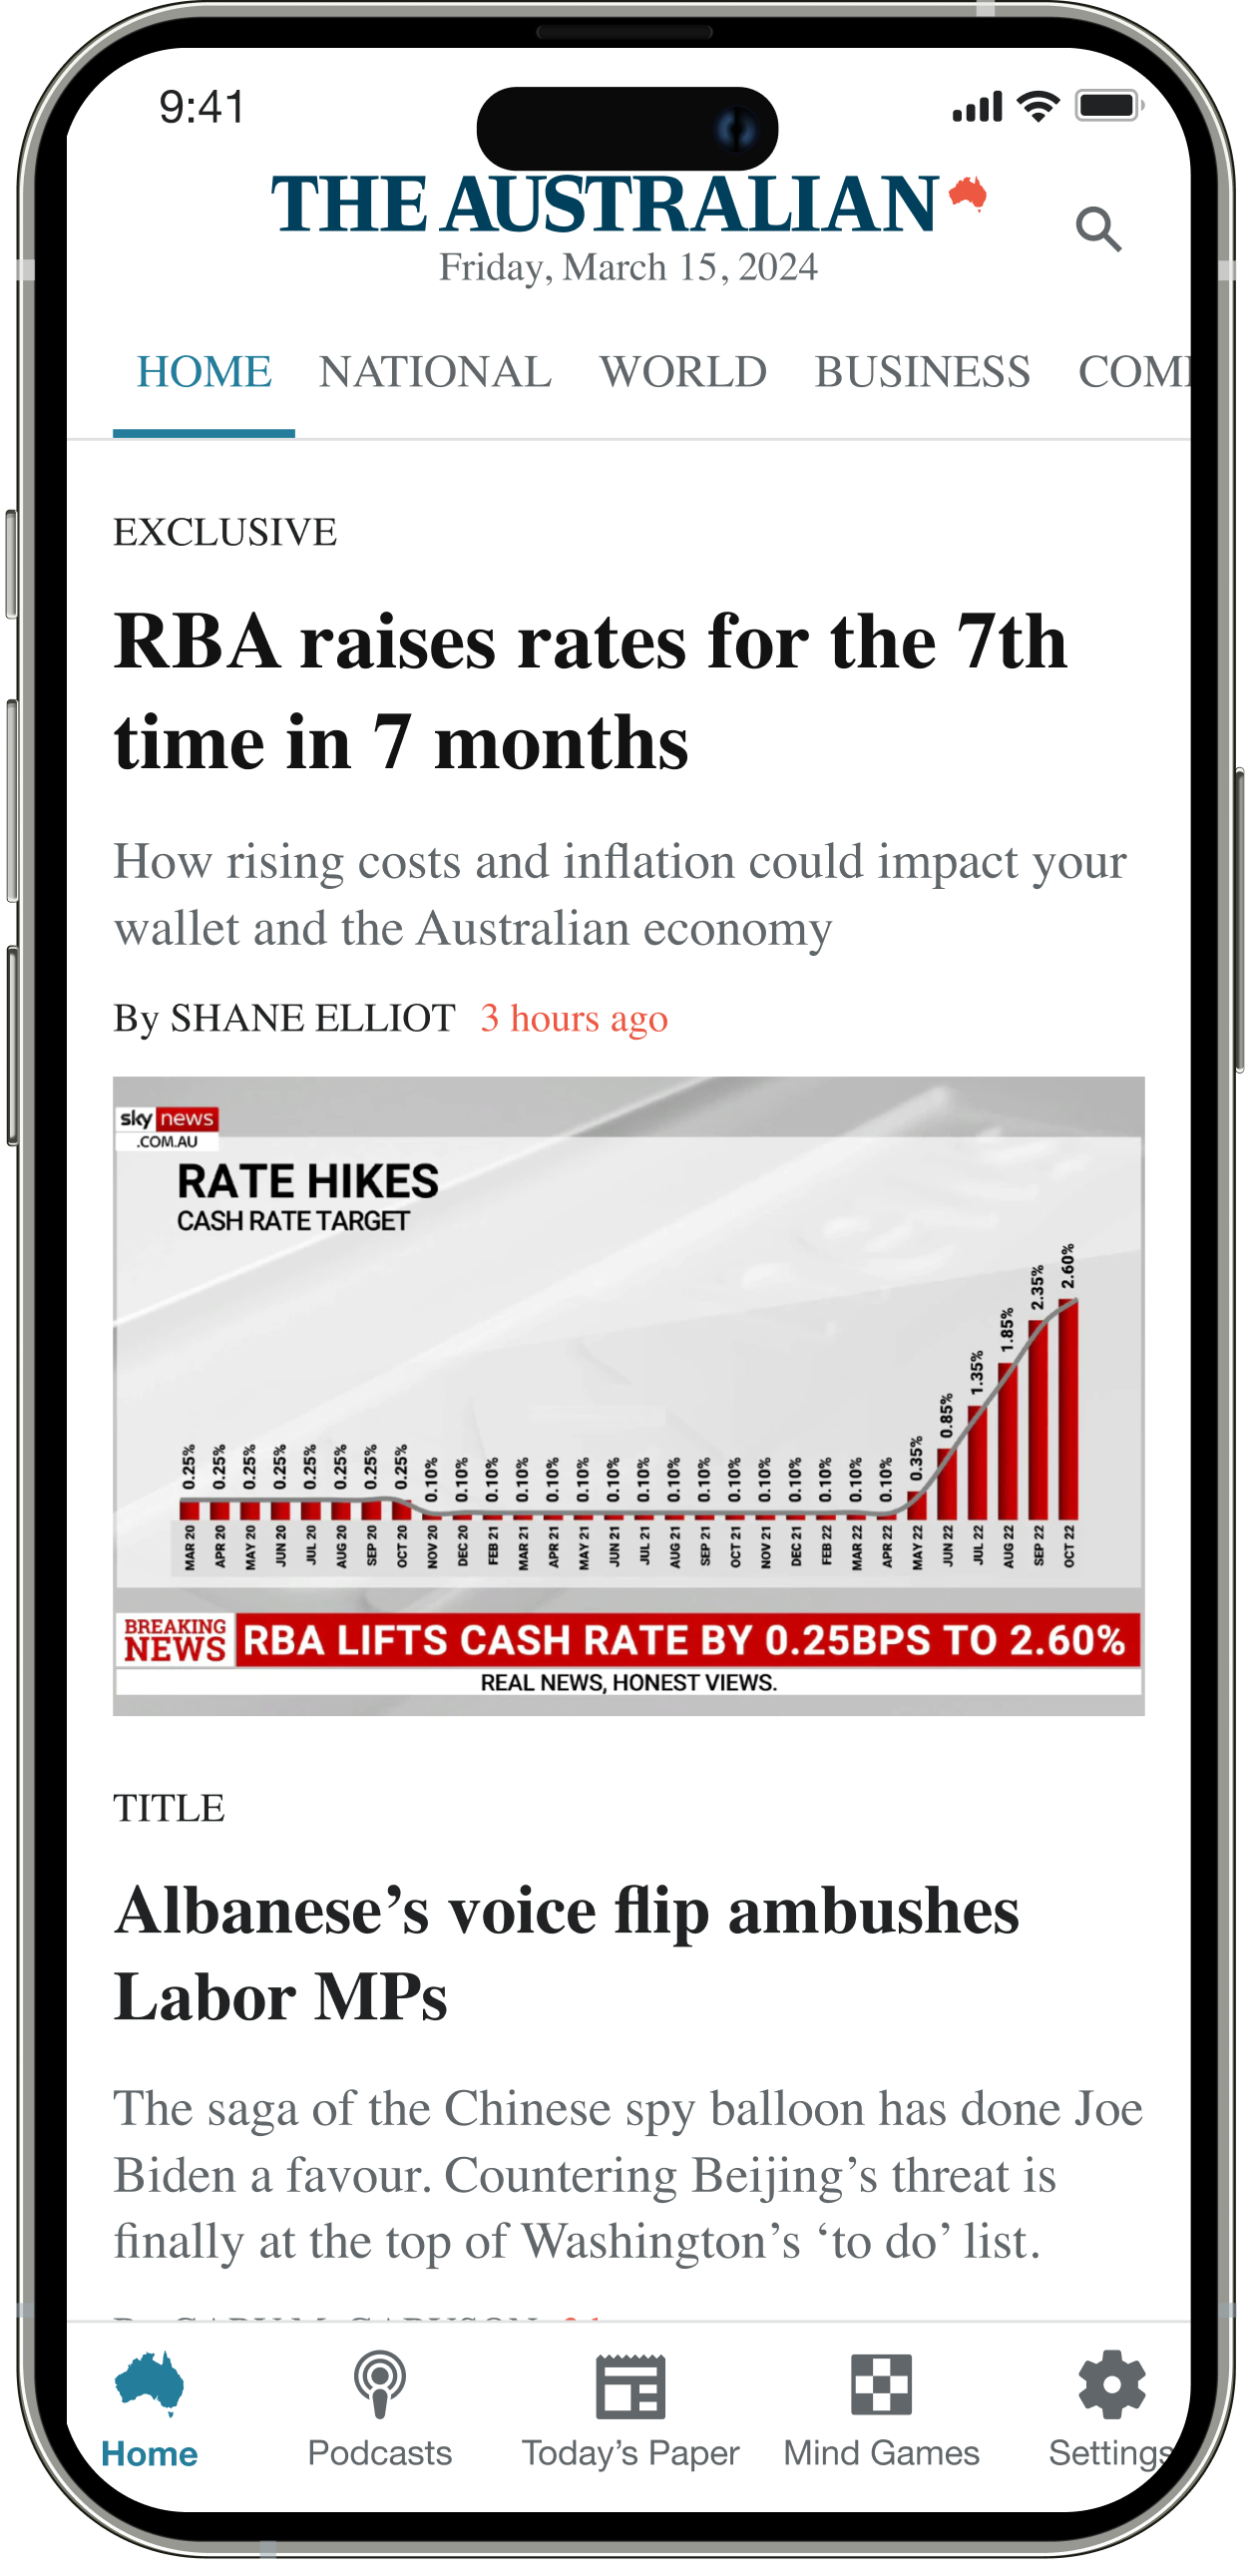 9:41
THE AUSTRALIAN
Friday, March 15, 2024
HOME NATIONAL WORLD BUSINESS COM
EXCLUSIVE
RBA raises rates for the 7th
time in 7 months
How rising costs and inflation could impact your
wallet and the Australian economy
By SHANE ELLIOT 3 hours ago
sky news
.COM.AU
RATE HIKES
CASH RATE TARGET
0.25% 0.25% 0.25% 0.25% 0.25% 0.25% 0.25% 0.25% 0.10% 0.10% 0.10% 0.10% 0.10% 0.10% 0.10% 0.10% 0.10% 0.10% 0.10% 0.10% 0.10% 0.10% 0.10% 0.10% 0.35% 0.85% 1.35% 1.85% 2.35% 2.60%
MAR 20 APR 20 MAY 20 JUN 20 JUL 20 AUG 20 SEP 20 OCT 20 NOV 20 DEC 20 FEB 21 MAR 21 APR 21 MAY 21 JUN 21 JUL 21 AUG 21 SEP 21 OCT 21 NOV 21 DEC 21 FEB 22 MAR 22 APR 22 MAY 22 JUN 22 JUL 22 AUG 22 SEP 22 OCT 22
BREAKING
NEWS
RBA LIFTS CASH RATE BY 0.25BPS TO 2.60%
REAL NEWS, HONEST VIEWS.
TITLE
Albanese’s voice flip ambushes
Labor MPs
The saga of the Chinese spy balloon has done Joe
Biden a favour. Countering Beijing’s threat is
finally at the top of Washington’s ‘to do’ list.
Home Podcasts Today’s Paper Mind Games Settings